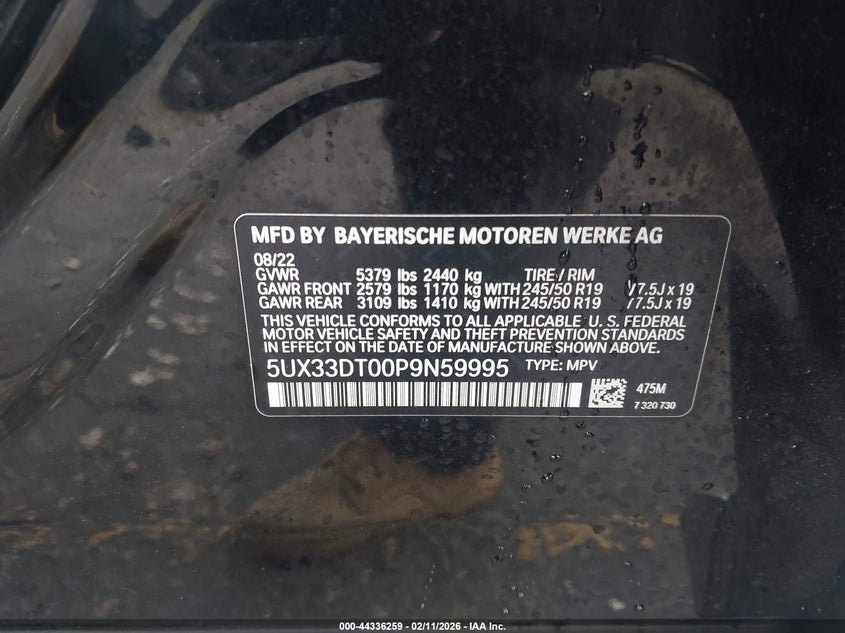 MFD BY BAYERISCHE MOTOREN WERKE AG
08/22
GVWR 5379 lbs 2440 kg TIRE / RIM
GAWR FRONT 2579 lbs 1170 kg WITH 245/50 R19 / 7.5J x 19
GAWR REAR 3109 lbs 1410 kg WITH 245/50 R19 / 7.5J x 19
THIS VEHICLE CONFORMS TO ALL APPLICABLE U. S. FEDERAL
MOTOR VEHICLE SAFETY AND THEFT PREVENTION STANDARDS
IN EFFECT ON THE DATE OF MANUFACTURE SHOWN ABOVE.
5UX33DT00P9N59995 TYPE: MPV
475M
7 320 730
000-44336259 - 02/11/2026 - IAA Inc.